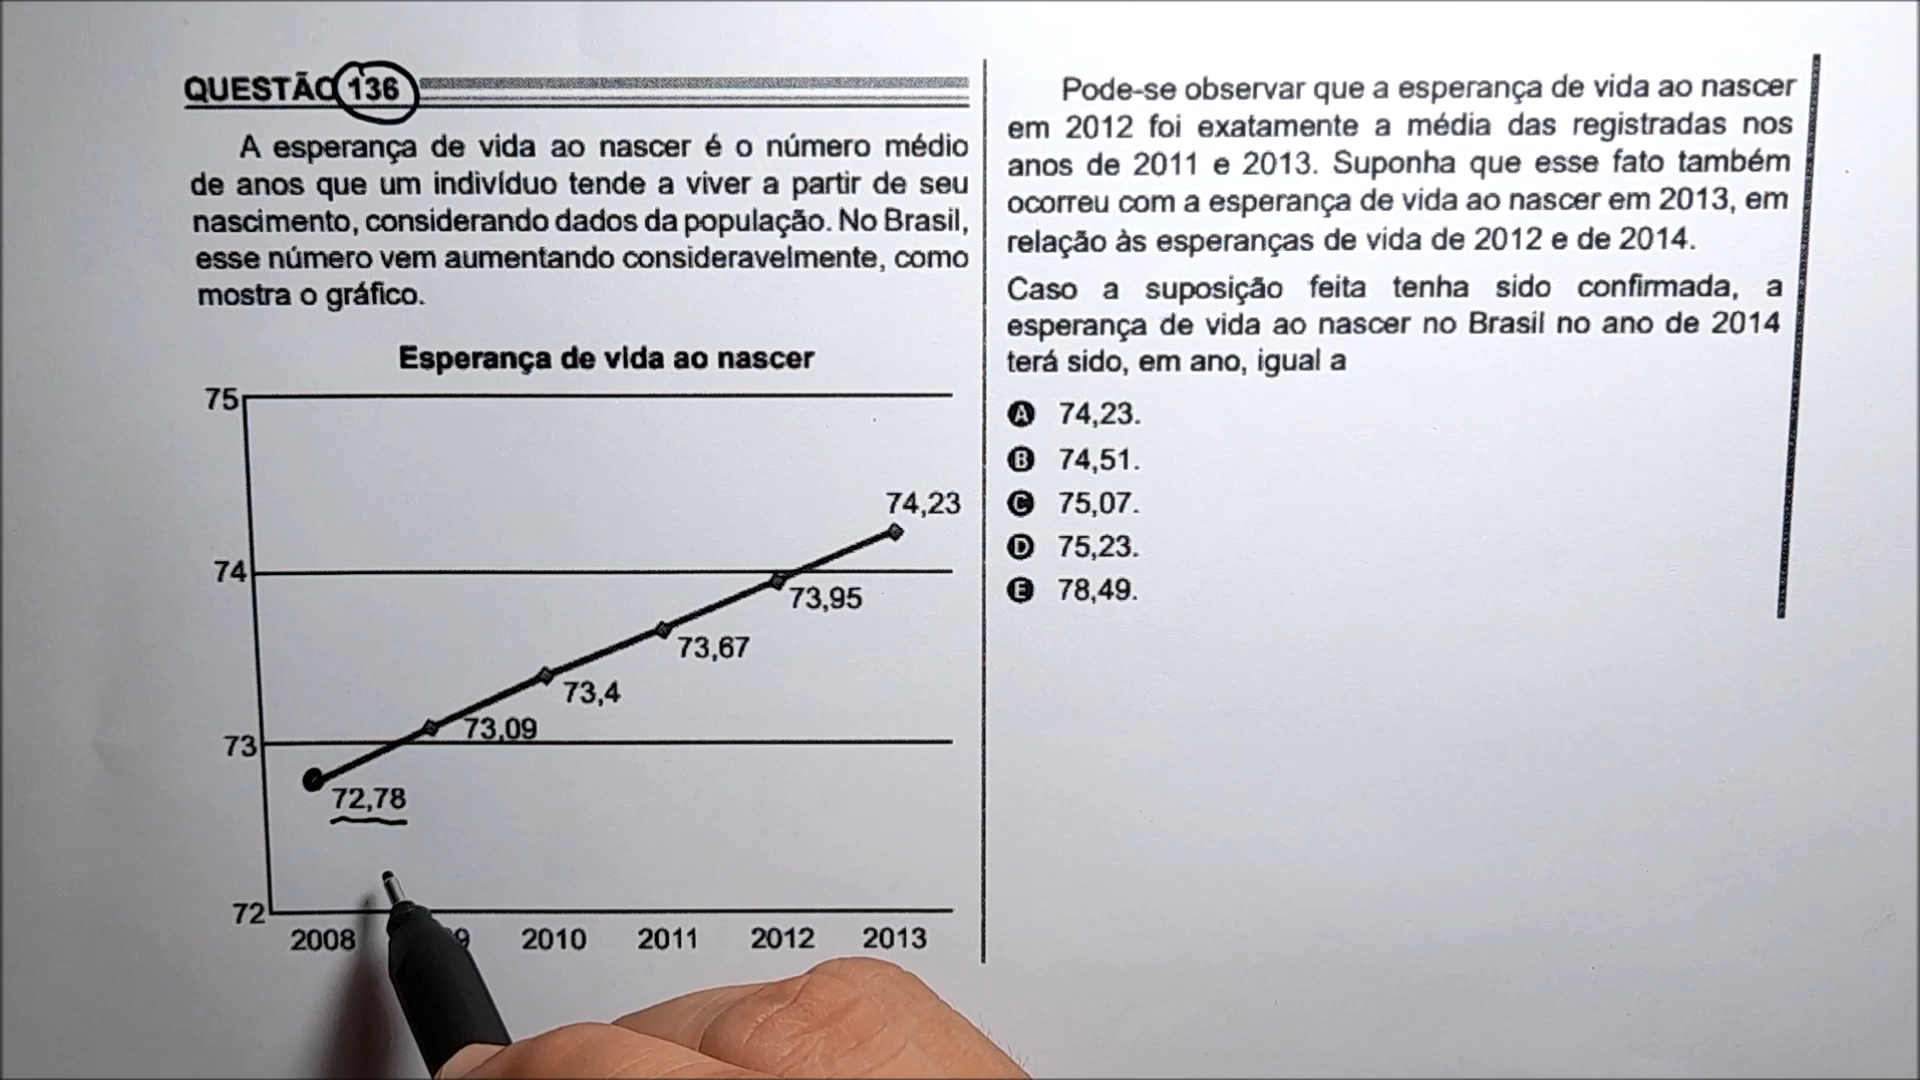 QUESTÃO 136
A esperança de vida ao nascer é o número médio
de anos que um indivíduo tende a viver a partir de seu
nascimento, considerando dados da população. No Brasil,
esse número vem aumentando consideravelmente, como
mostra o gráfico.
Esperança de vida ao nascer
75
74,23
74
73,95
73,67
73,4
73,09
73
72,78
72
2008
2010
2011
2012
2013
Pode-se observar que a esperança de vida ao nascer
em 2012 foi exatamente a média das registradas nos
anos de 2011 e 2013. Suponha que esse fato também
ocorreu com a esperança de vida ao nascer em 2013, em
relação às esperanças de vida de 2012 e de 2014.
Caso a suposição feita tenha sido confirmada, a
esperança de vida ao nascer no Brasil no ano de 2014
terá sido, em ano, igual a
A 74,23.
B 74,51.
C 75,07.
D 75,23.
E 78,49.